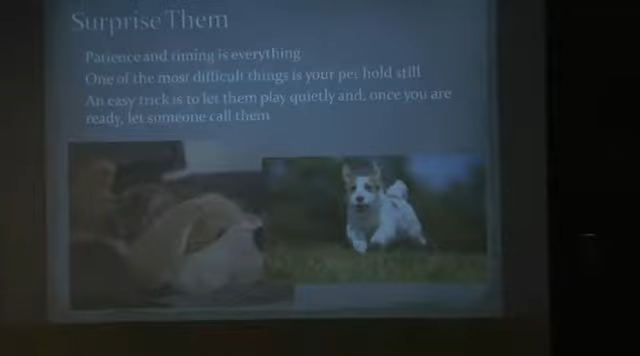 Surprise Them
Patience and timing is everything
One of the most difficult things is your pet hold still
An easy trick is to let them play quietly and, once you are
ready, let someone call them